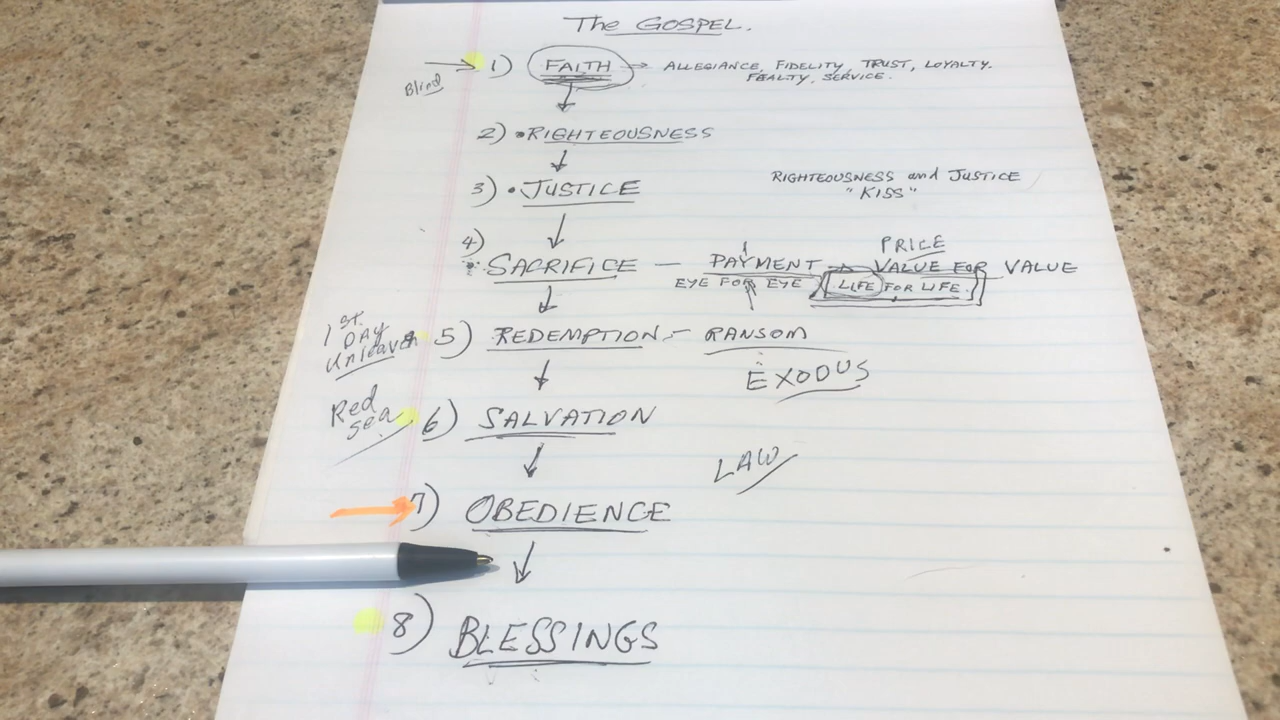 The GOSPEL.
1) FAITH → ALLEGIANCE, FIDELITY, TRUST, LOYALTY.
Blind
FEALTY, SERVICE.
2) •RIGHTEOUSNESS
3) •JUSTICE
RIGHTEOUSNESS and JUSTICE
"KISS"
4)
PRICE
•SACRIFICE — PAYMENT VALUE FOR VALUE
EYE FOR EYE LIFE FOR LIFE.
1st.
DAY
unleaven
5) REDEMPTION – RANSOM
EXODUS
Red
sea
6) SALVATION
LAW
7) OBEDIENCE
8) BLESSINGS